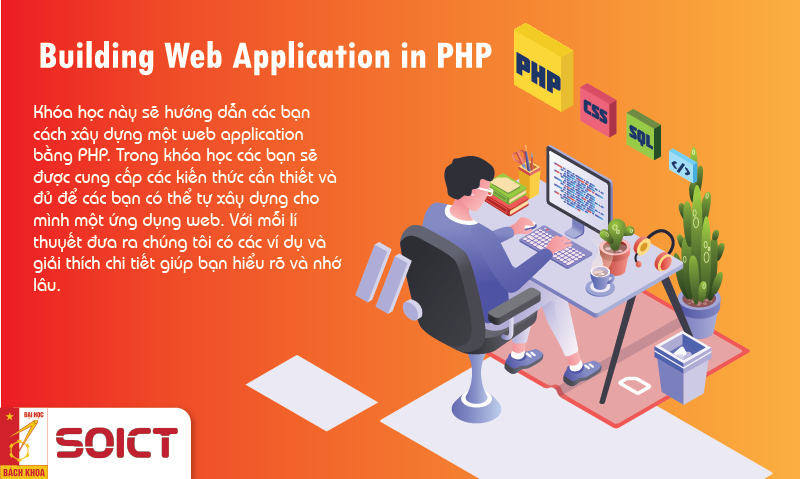 Building Web Application in PHP
Khóa học này sẽ hướng dẫn các bạn
cách xây dựng một web application
bằng PHP. Trong khóa học các bạn sẽ
được cung cấp các kiến thức cần thiết và
đủ để các bạn có thể tự xây dựng cho
mình một ứng dụng web. Với mỗi lí
thuyết đưa ra chúng tôi có các ví dụ và
giải thích chi tiết giúp bạn hiểu rõ và nhớ
lâu.
PHP
CSS
SQL
</>
ĐẠI HỌC
BÁCH KHOA
SOICT